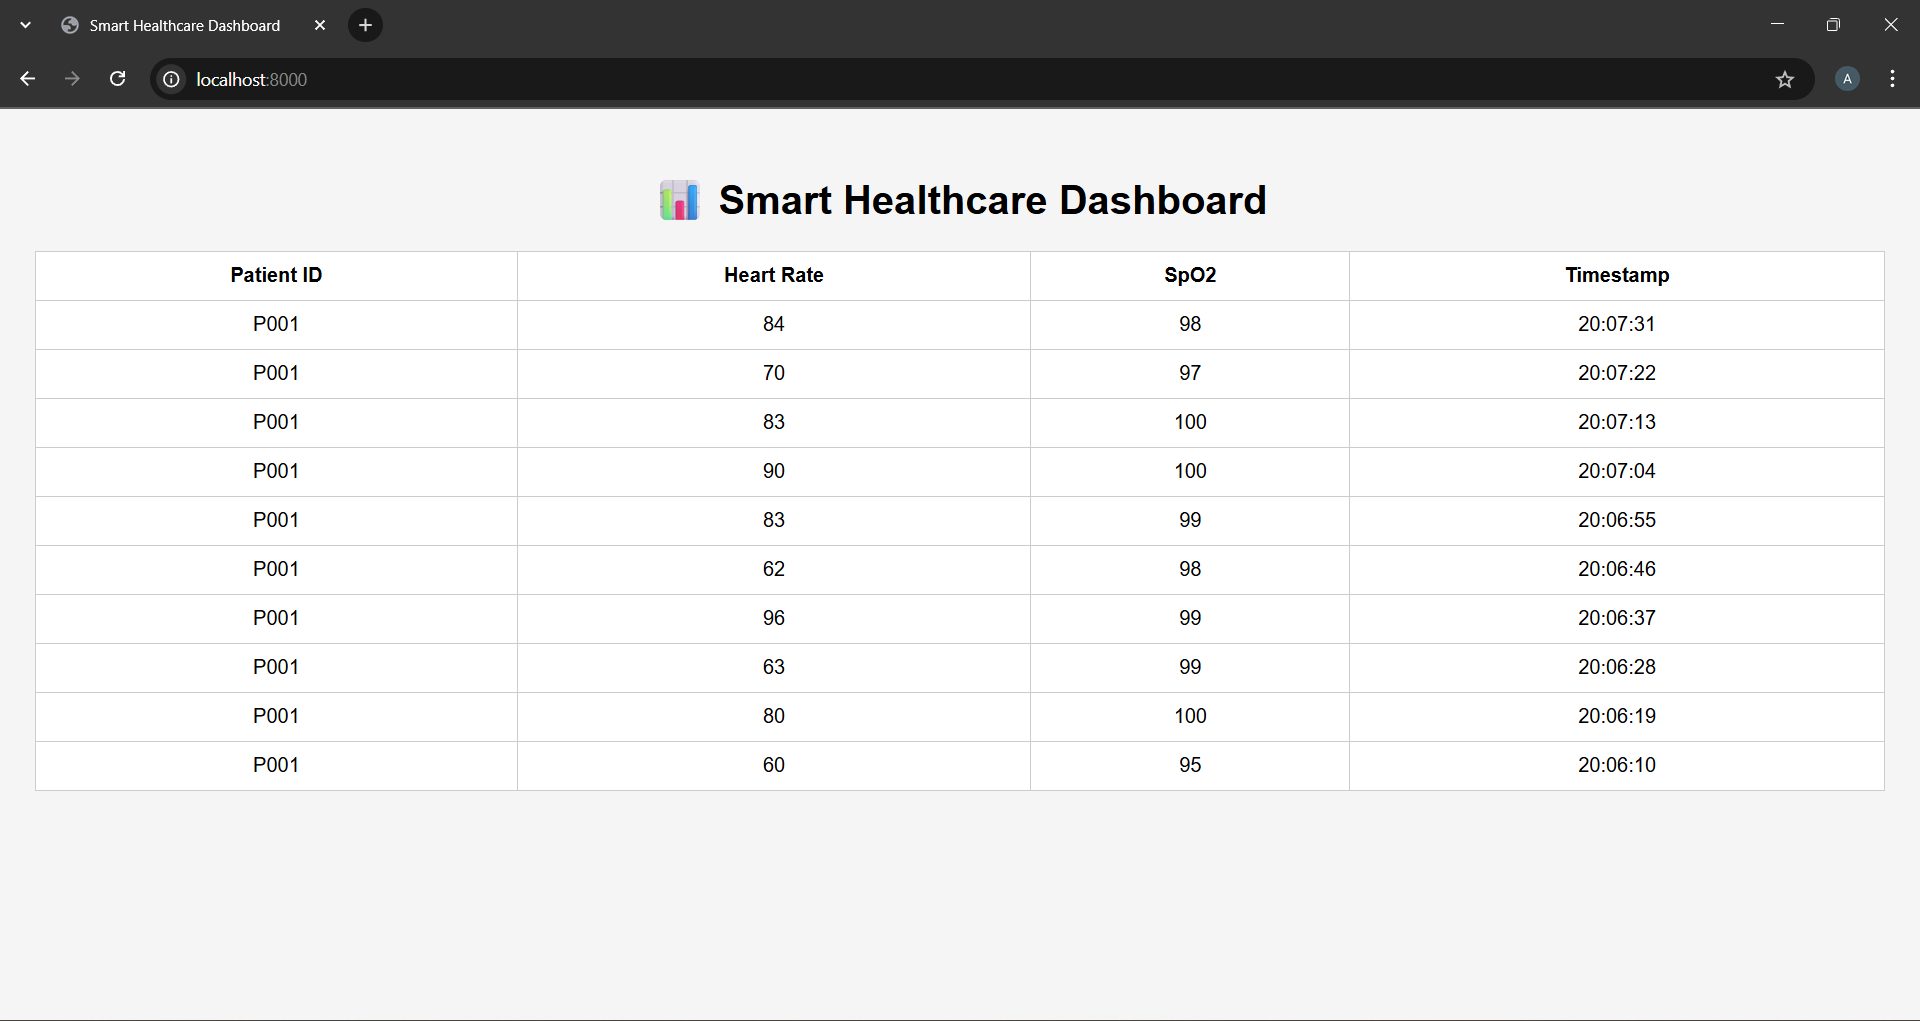 Smart Healthcare Dashboard
localhost:8000
A
Smart Healthcare Dashboard
Patient ID Heart Rate SpO2 Timestamp
P001 84 98 20:07:31
P001 70 97 20:07:22
P001 83 100 20:07:13
P001 90 100 20:07:04
P001 83 99 20:06:55
P001 62 98 20:06:46
P001 96 99 20:06:37
P001 63 99 20:06:28
P001 80 100 20:06:19
P001 60 95 20:06:10